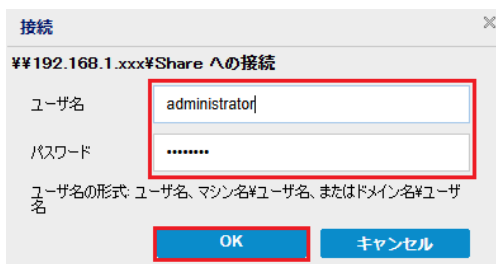 接続
¥¥192.168.1.xxx¥Share への接続
ユーザ名
administrator
パスワード
••••••••
ユーザ名の形式: ユーザ名、マシン名¥ユーザ名、またはドメイン名¥ユーザ
名
OK
キャンセル